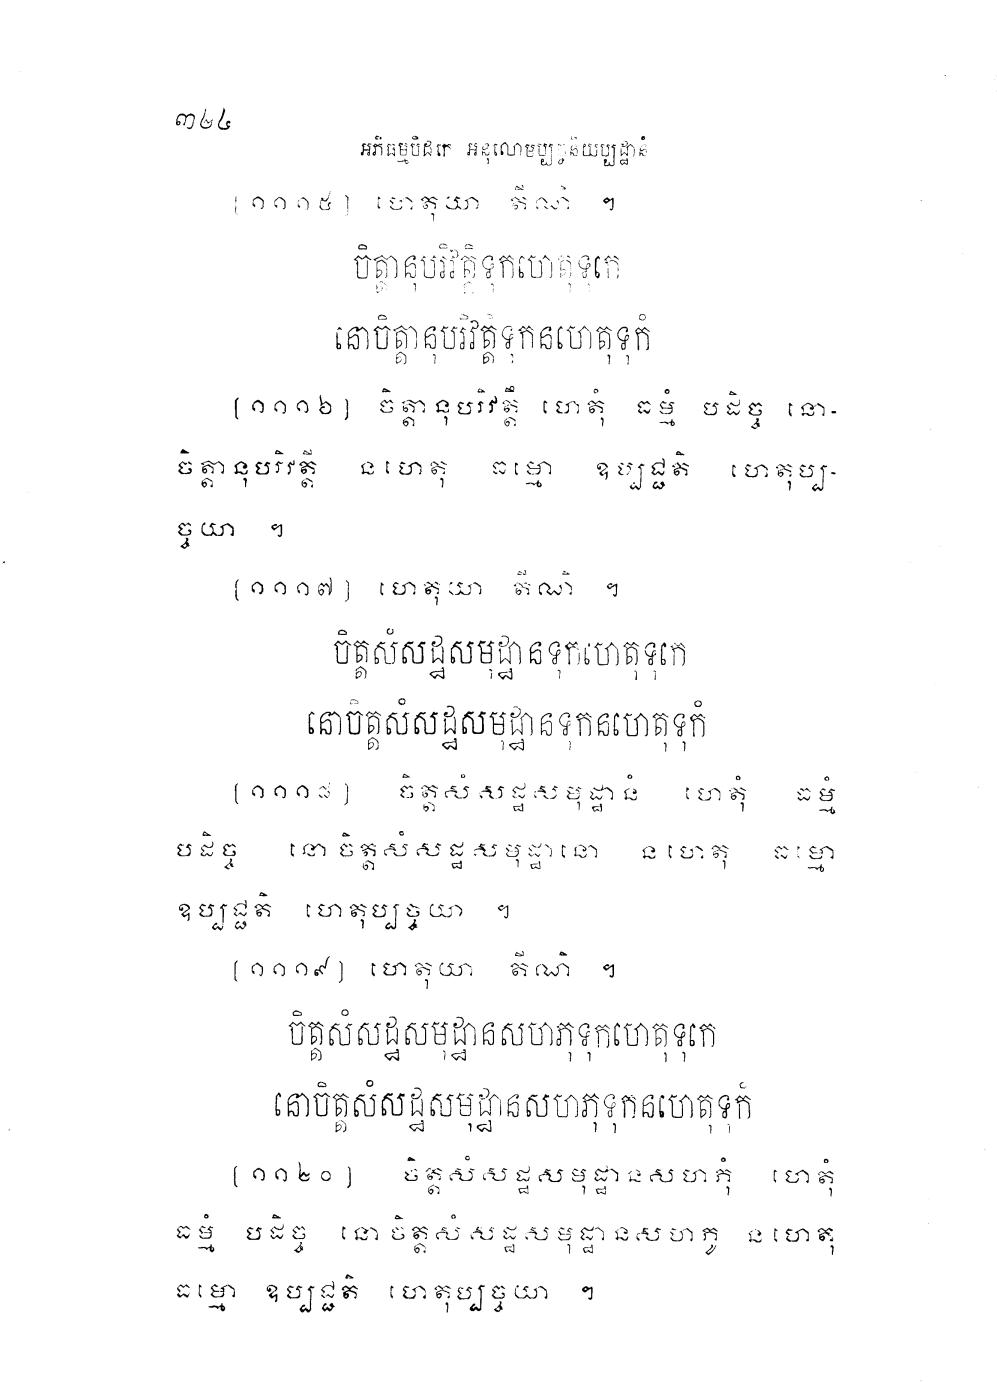 ៣២៤
អភិធម្មបិដកេ អនុលោមប្បច្ចនីយប្បដ្ឋានំ
[១១១៥] ហេតុយា តីណិ ។
ចិត្តានុបរិវត្តិទុកហេតុទុកេ
នោចិត្តានុបរិវត្តិទុកនហេតុទុកំ
[១១១៦] ចិត្តានុបរិវត្តឹ ហេតុំ ធម្មំ បដិច្ច នោ-
ចិត្តានុបរិវត្តី នហេតុ ធម្មោ ឧប្បជ្ជតិ ហេតុប្ប-
ច្ចយា ។
[១១១៧] ហេតុយា តីណិ ។
ចិត្តសំសដ្ឋសមុដ្ឋានទុកហេតុទុកេ
នោចិត្តសំសដ្ឋសមុដ្ឋានទុកនហេតុទុកំ
[១១១៨] ចិត្តសំសដ្ឋសមុដ្ឋានំ ហេតុំ ធម្មំ
បដិច្ច នោចិត្តសំសដ្ឋសមុដ្ឋានោ នហេតុ ធម្មោ
ឧប្បជ្ជតិ ហេតុប្បច្ចយា ។
[១១១៩] ហេតុយា តីណិ ។
ចិត្តសំសដ្ឋសមុដ្ឋានសហភុទុកហេតុទុកេ
នោចិត្តសំសដ្ឋសមុដ្ឋានសហភុទុកនហេតុទុកំ
[១១២០] ចិត្តសំសដ្ឋសមុដ្ឋានសហភុំ ហេតុំ
ធម្មំ បដិច្ច នោចិត្តសំសដ្ឋសមុដ្ឋានសហភូ នហេតុ
ធម្មោ ឧប្បជ្ជតិ ហេតុប្បច្ចយា ។